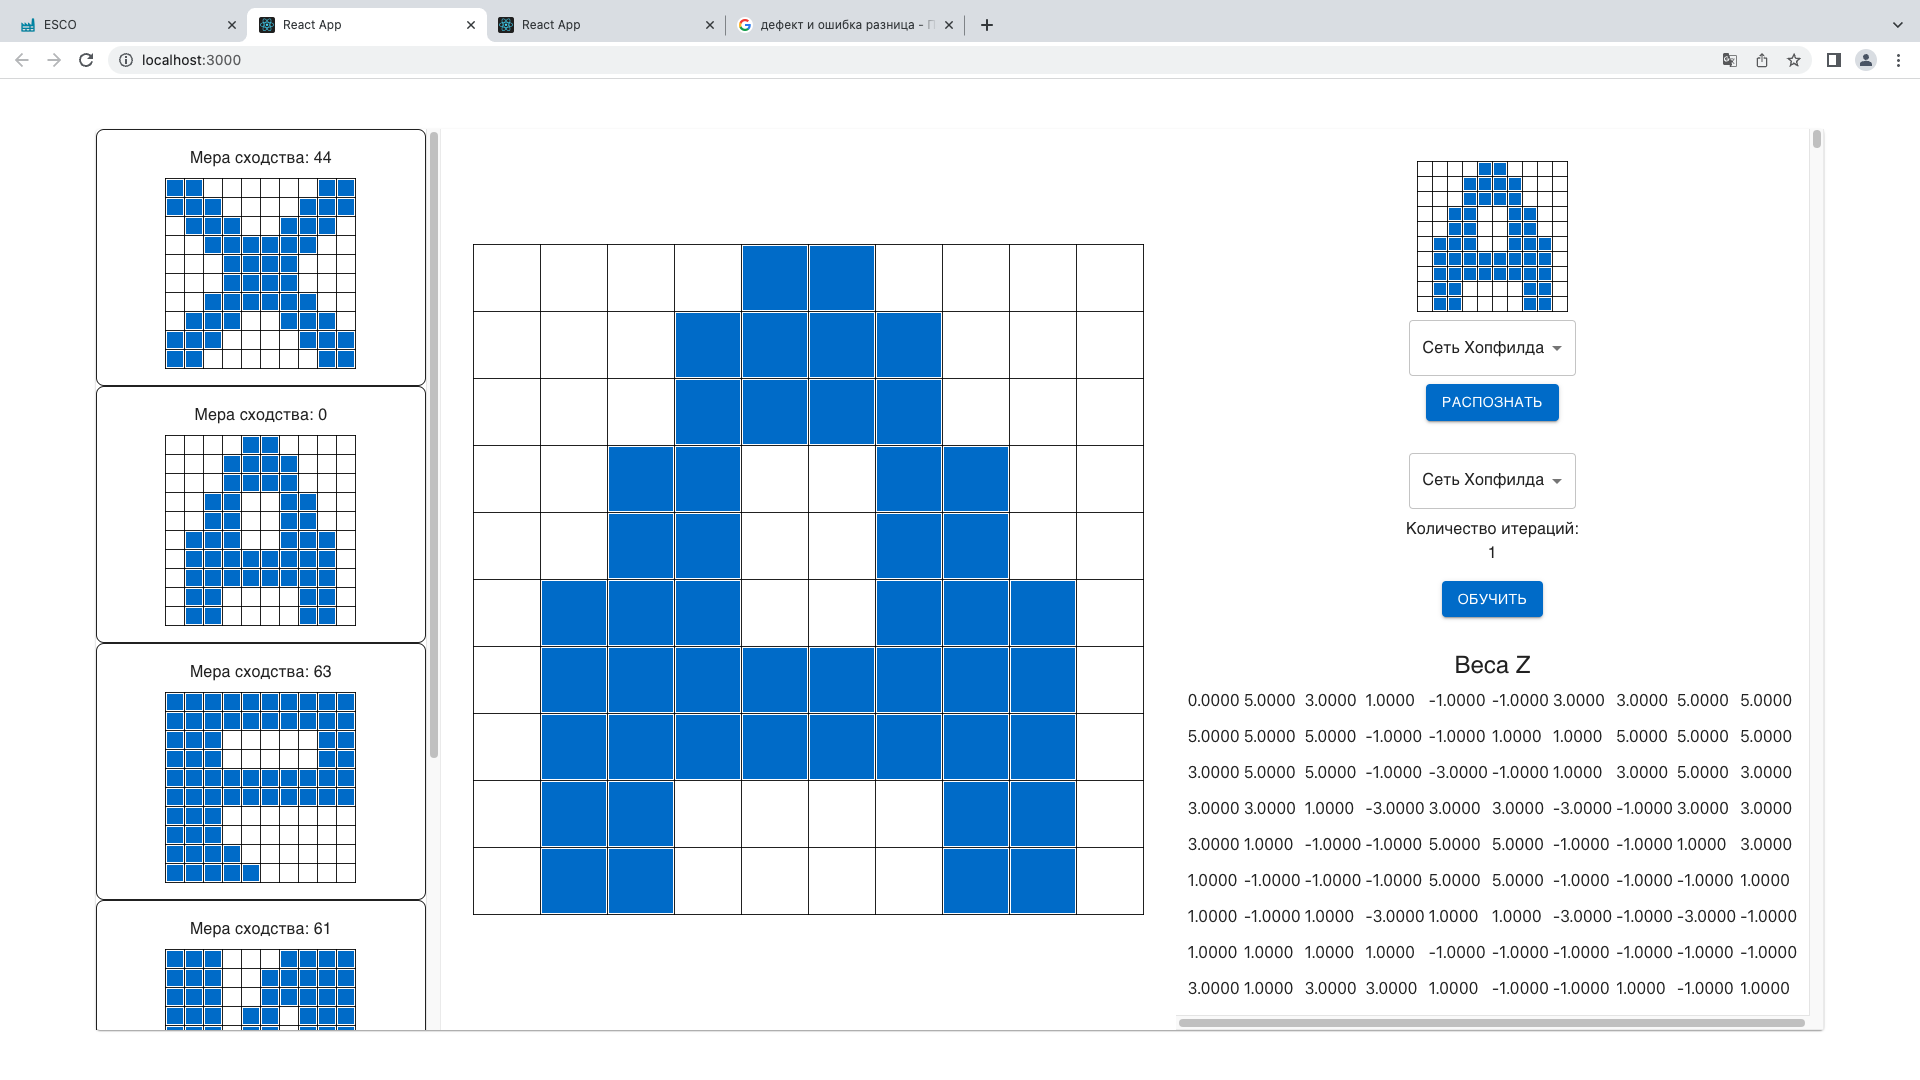 ESCO
React App
React App
дефект и ошибка разница -
localhost:3000
Мера сходства: 44
Мера сходства: 0
Мера сходства: 63
Мера сходства: 61
Сеть Хопфилда
РАСПОЗНАТЬ
Сеть Хопфилда
Количество итераций:
1
ОБУЧИТЬ
Веса Z
0.0000 5.0000 3.0000 1.0000 -1.0000 -1.0000 3.0000 3.0000 5.0000 5.0000
5.0000 5.0000 5.0000 -1.0000 -1.0000 1.0000 1.0000 5.0000 5.0000 5.0000
3.0000 5.0000 5.0000 -1.0000 -3.0000 -1.0000 1.0000 3.0000 5.0000 3.0000
3.0000 3.0000 1.0000 -3.0000 3.0000 3.0000 -3.0000 -1.0000 3.0000 3.0000
3.0000 1.0000 -1.0000 -1.0000 5.0000 5.0000 -1.0000 -1.0000 1.0000 3.0000
1.0000 -1.0000 -1.0000 -1.0000 5.0000 5.0000 -1.0000 -1.0000 -1.0000 1.0000
1.0000 -1.0000 1.0000 -3.0000 1.0000 1.0000 -3.0000 -1.0000 -3.0000 -1.0000
1.0000 1.0000 1.0000 1.0000 -1.0000 -1.0000 -1.0000 -1.0000 -1.0000 -1.0000
3.0000 1.0000 3.0000 3.0000 1.0000 -1.0000 -1.0000 1.0000 -1.0000 1.0000